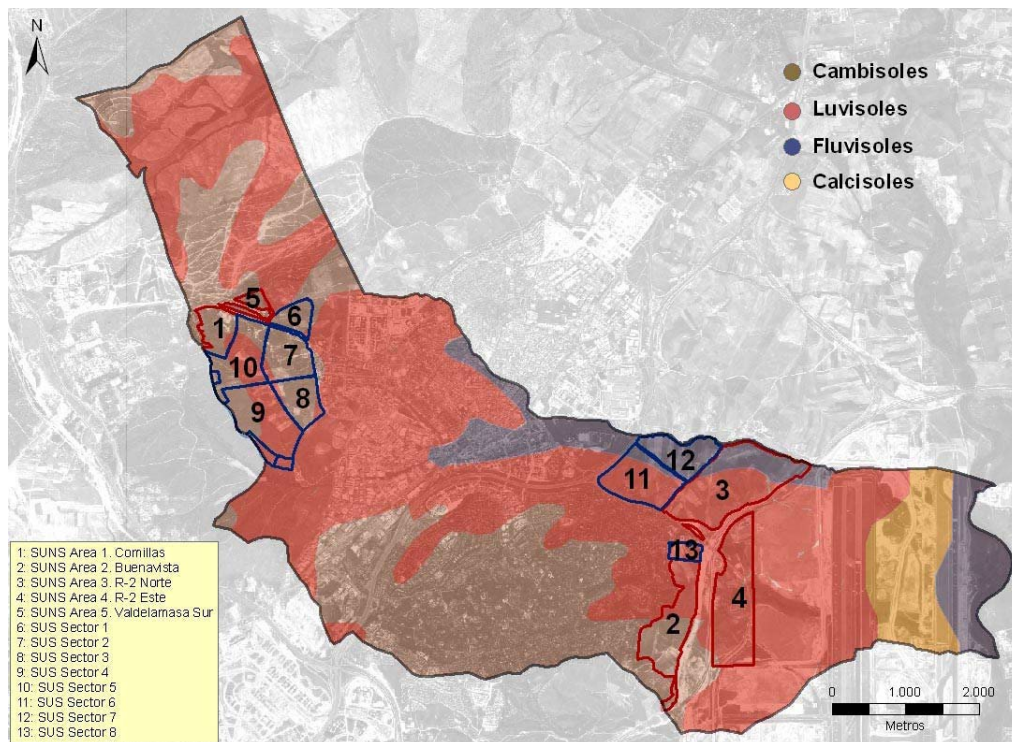 N
Cambisoles
Luvisoles
Fluvisoles
Calcisoles
5
6
1
7
10
8
9
12
11
3
13
4
2
1: SUNS Area 1. Comillas
2: SUNS Area 2. Buenavista
3: SUNS Area 3. R-2 Norte
4: SUNS Area 4. R-2 Este
5: SUNS Area 5. Valdelamasa Sur
6: SUS Sector 1
7: SUS Sector 2
8: SUS Sector 3
9: SUS Sector 4
10: SUS Sector 5
11: SUS Sector 6
12: SUS Sector 7
13: SUS Sector 8
0 1.000 2.000
Metros